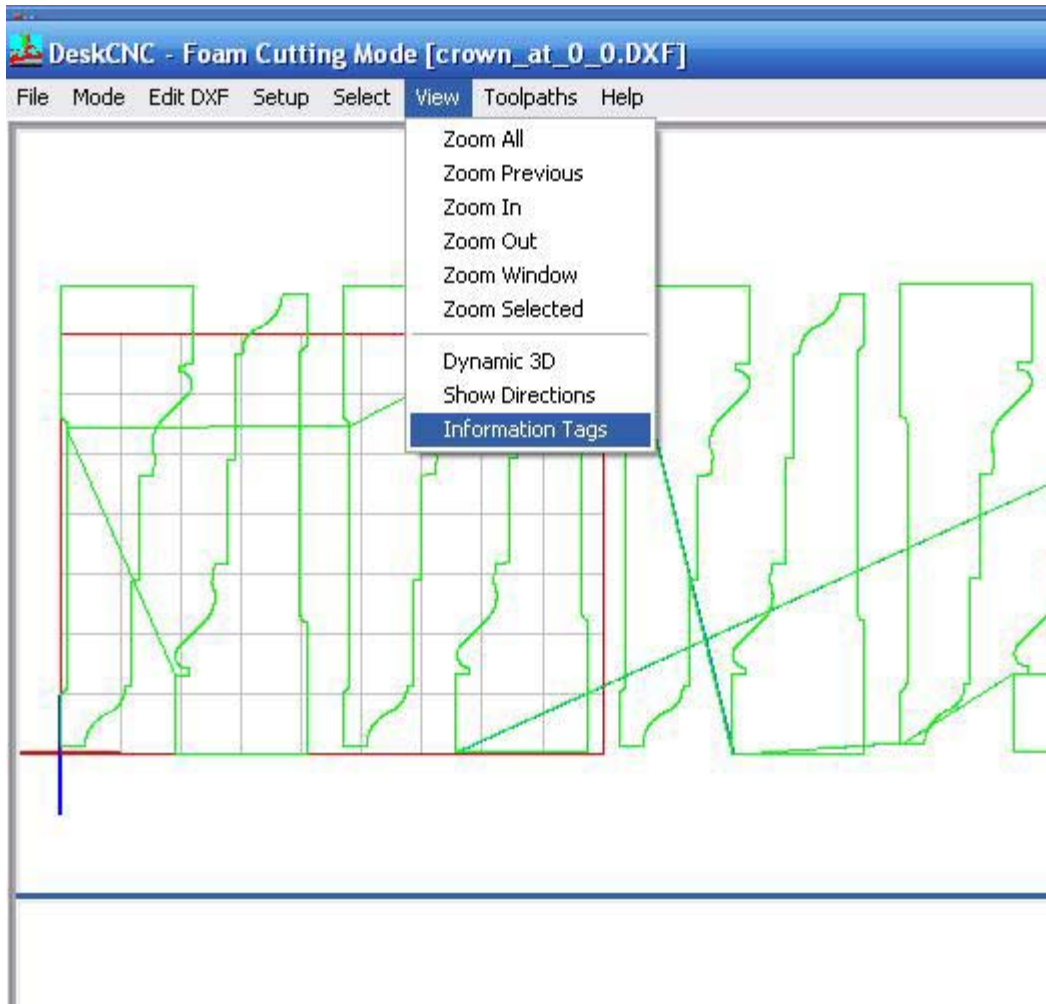 DeskCNC - Foam Cutting Mode [crown_at_0_0.DXF]
File Mode Edit DXF Setup Select View Toolpaths Help
Zoom All
Zoom Previous
Zoom In
Zoom Out
Zoom Window
Zoom Selected
Dynamic 3D
Show Directions
Information Tags